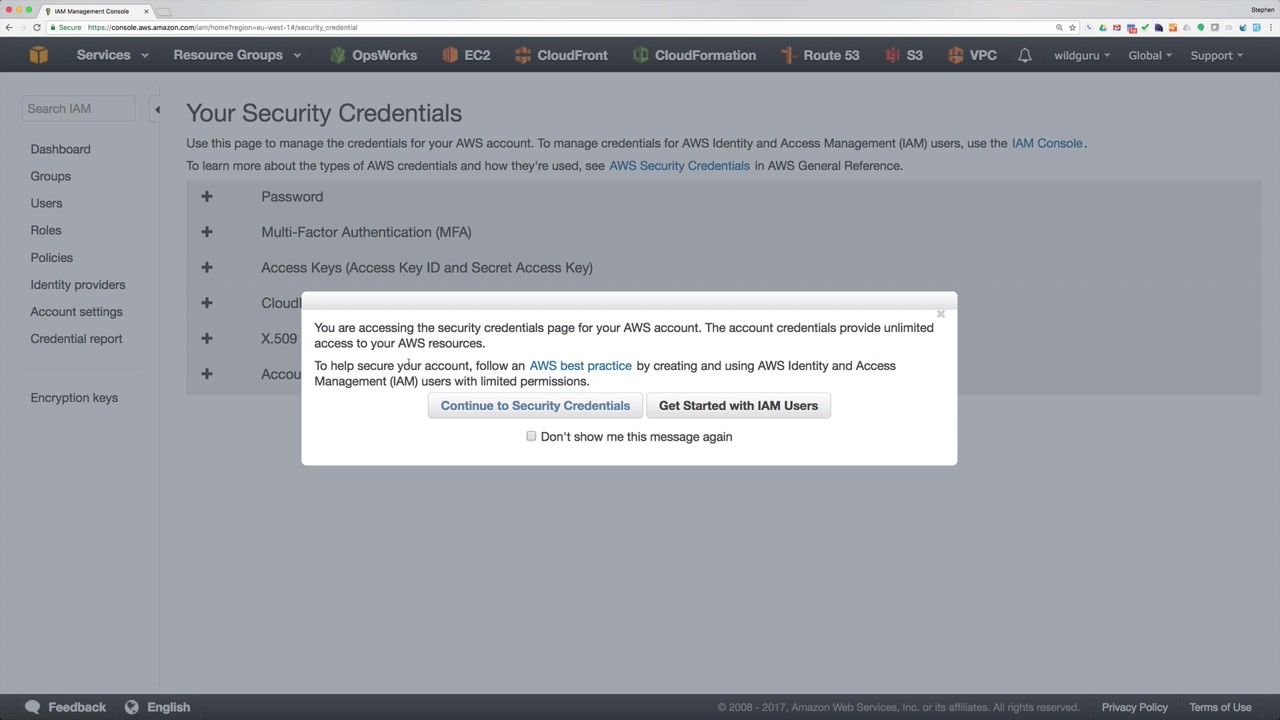 IAM Management Console
Stephen
Secure
https://console.aws.amazon.com/iam/home?region=eu-west-1#/security_credential
Services
Resource Groups
OpsWorks
EC2
CloudFront
CloudFormation
Route 53
S3
VPC
wildguru
Global
Support
Search IAM
Dashboard
Groups
Users
Roles
Policies
Identity providers
Account settings
Credential report
Encryption keys
Your Security Credentials
Use this page to manage the credentials for your AWS account. To manage credentials for AWS Identity and Access Management (IAM) users, use the IAM Console.
To learn more about the types of AWS credentials and how they're used, see AWS Security Credentials in AWS General Reference.
Password
Multi-Factor Authentication (MFA)
Access Keys (Access Key ID and Secret Access Key)
X.509
You are accessing the security credentials page for your AWS account. The account credentials provide unlimited
access to your AWS resources.
To help secure your account, follow an AWS best practice by creating and using AWS Identity and Access
Management (IAM) users with limited permissions.
Continue to Security Credentials
Get Started with IAM Users
Don't show me this message again
Feedback
English
© 2008 - 2017, Amazon Web Services, Inc. or its affiliates. All rights reserved.
Privacy Policy
Terms of Use